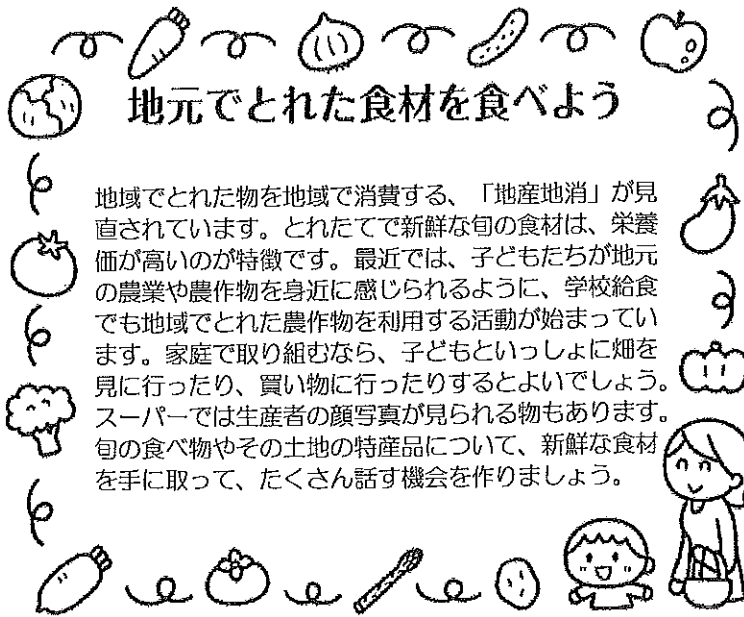 地元でとれた食材を食べよう
地域でとれた物を地域で消費する、「地産地消」が見
直されています。とれたてで新鮮な旬の食材は、栄養
価が高いのが特徴です。最近では、子どもたちが地元
の農業や農作物を身近に感じられるように、学校給食
でも地域でとれた農作物を利用する活動が始まってい
ます。家庭で取り組むなら、子どもといっしょに畑を
見に行ったり、買い物に行ったりするとよいでしょう。
スーパーでは生産者の顔写真が見られる物もあります。
旬の食べ物やその土地の特産品について、新鮮な食材
を手に取って、たくさん話す機会を作りましょう。